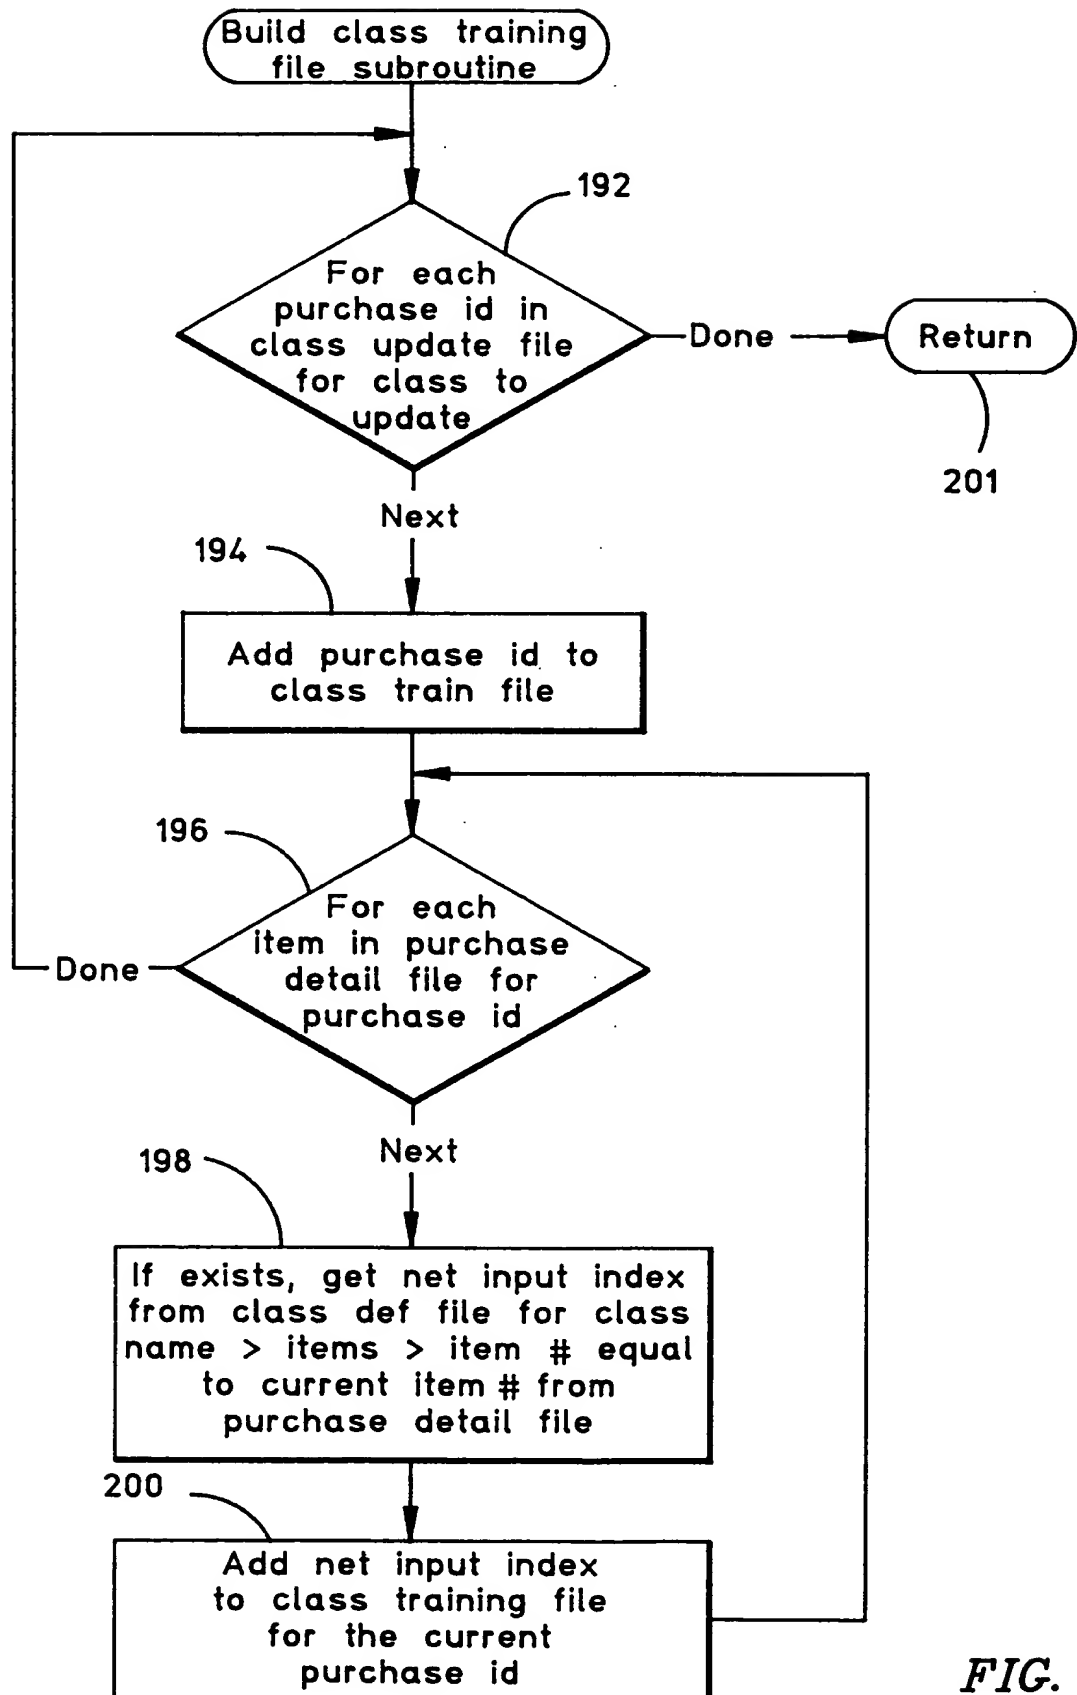 Build class training
file subroutine
192
For each
purchase id in
class update file
for class to
update
Done
Return
201
Next
194
Add purchase id to
class train file
196
For each
item in purchase
detail file for
purchase id
Done
Next
198
If exists, get net input index
from class def file for class
name > items > item # equal
to current item # from
purchase detail file
200
Add net input index
to class training file
for the current
purchase id
FIG.